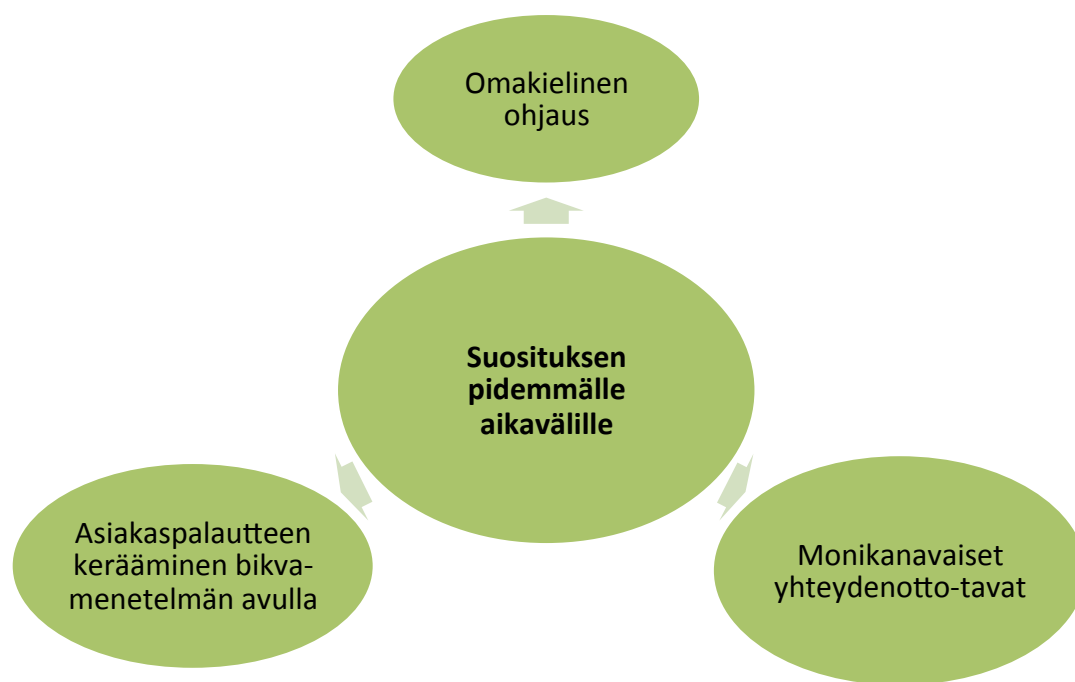 Omakielinen
ohjaus
Suosituksen
pidemmälle
aikavälille
Asiakaspalautteen
kerääminen bikva-
menetelmän avulla
Monikanavaiset
yhteydenotto-tavat